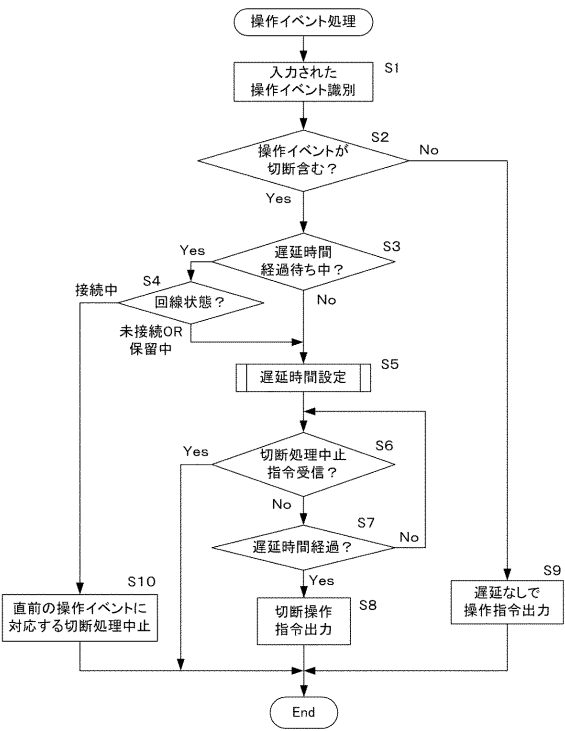 操作イベント処理
S1
入力された
操作イベント識別
S2
操作イベントが
切断含む?
No
Yes
S3
遅延時間
経過待ち中?
Yes
No
S4
回線状態?
接続中
未接続OR
保留中
S5
遅延時間設定
S6
切断処理中止
指令受信?
Yes
No
S7
遅延時間経過?
No
Yes
S8
切断操作
指令出力
S9
遅延なしで
操作指令出力
S10
直前の操作イベントに
対応する切断処理中止
End